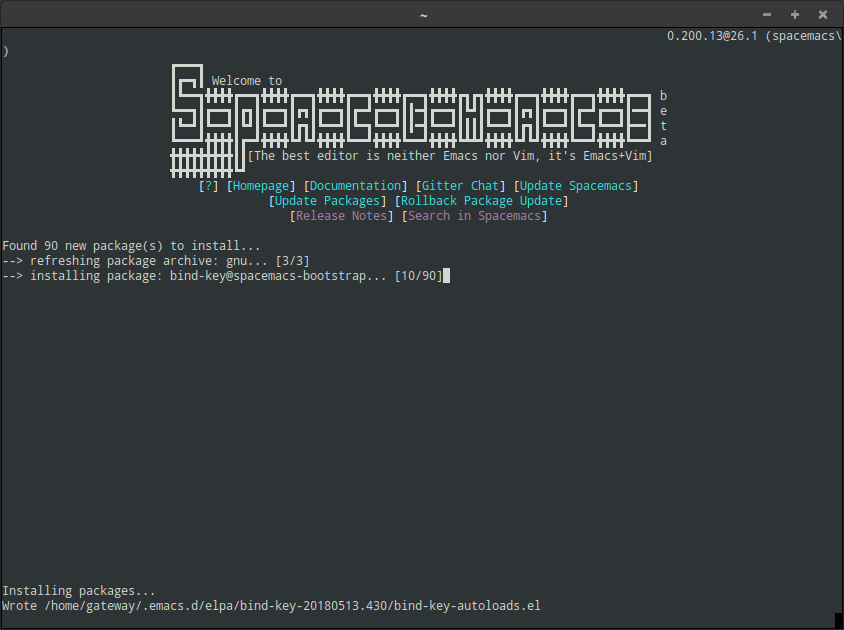 ~
0.200.13@26.1 (spacemacs\
)
Welcome to
SPACEMACS
beta
[The best editor is neither Emacs nor Vim, it's Emacs+Vim]
[?] [Homepage] [Documentation] [Gitter Chat] [Update Spacemacs]
[Update Packages] [Rollback Package Update]
[Release Notes] [Search in Spacemacs]
Found 90 new package(s) to install...
--> refreshing package archive: gnu... [3/3]
--> installing package: bind-key@spacemacs-bootstrap... [10/90]
Installing packages...
Wrote /home/gateway/.emacs.d/elpa/bind-key-20180513.430/bind-key-autoloads.el